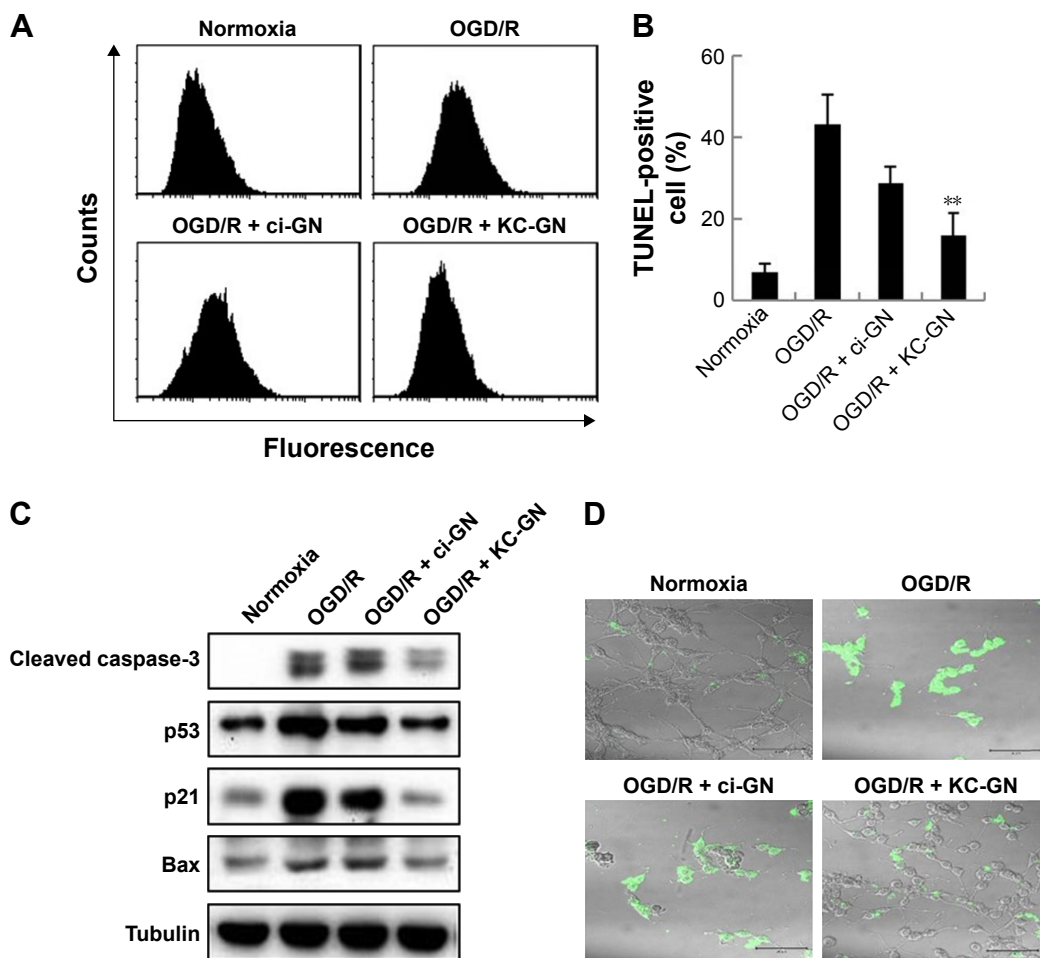 A
Normoxia
OGD/R
OGD/R + ci-GN
OGD/R + KC-GN
Counts
Fluorescence
B
TUNEL-positive
cell (%)
60
40
20
0
**
Normoxia
OGD/R
OGD/R + ci-GN
OGD/R + KC-GN
C
Normoxia
OGD/R
OGD/R + ci-GN
OGD/R + KC-GN
Cleaved caspase-3
p53
p21
Bax
Tubulin
D
Normoxia
OGD/R
OGD/R + ci-GN
OGD/R + KC-GN